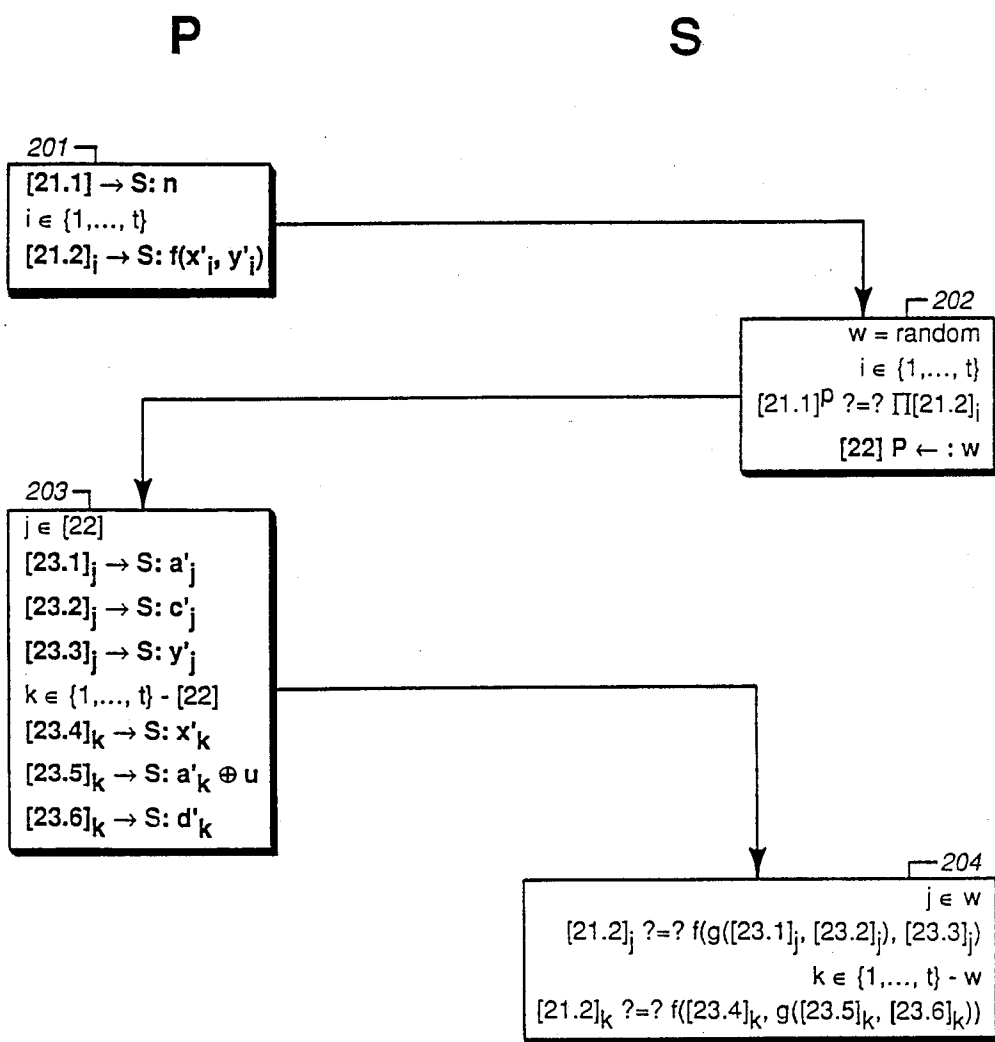 P
S
201
[21.1] → S: n
i ∈ {1,..., t}
[21.2]i → S: f(x'i, y'i)
202
w = random
i ∈ {1,..., t}
[21.1]p ?=? ∏[21.2]i
[22] P ← : w
203
j ∈ [22]
[23.1]j → S: a'j
[23.2]j → S: c'j
[23.3]j → S: y'j
k ∈ {1,..., t} - [22]
[23.4]k → S: x'k
[23.5]k → S: a'k ⊕ u
[23.6]k → S: d'k
204
j ∈ w
[21.2]j ?=? f(g([23.1]j, [23.2]j), [23.3]j)
k ∈ {1,..., t} - w
[21.2]k ?=? f([23.4]k, g([23.5]k, [23.6]k))